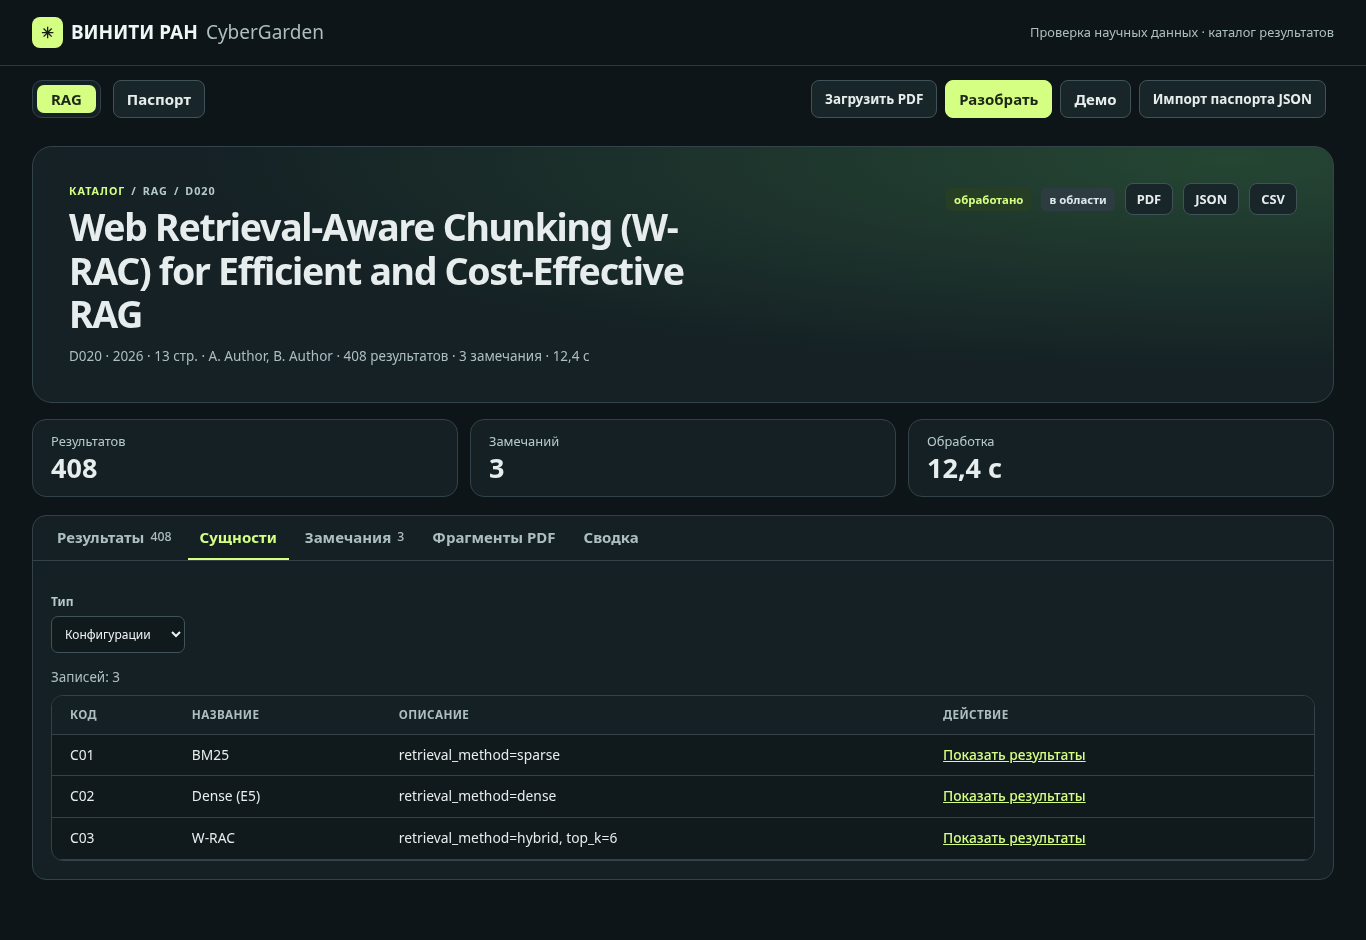 ВИНИТИ РАН CyberGarden
Проверка научных данных · каталог результатов
RAG
Паспорт
Загрузить PDF
Разобрать
Демо
Импорт паспорта JSON
КАТАЛОГ / RAG / D020
обработано
в области
PDF
JSON
CSV
Web Retrieval-Aware Chunking (W-
RAC) for Efficient and Cost-Effective
RAG
D020 · 2026 · 13 стр. · A. Author, B. Author · 408 результатов · 3 замечания · 12,4 с
Результатов
408
Замечаний
3
Обработка
12,4 с
Результаты 408
Сущности
Замечания 3
Фрагменты PDF
Сводка
Тип
Конфигурации
Записей: 3
КОД НАЗВАНИЕ ОПИСАНИЕ ДЕЙСТВИЕ
C01 BM25 retrieval_method=sparse Показать результаты
C02 Dense (E5) retrieval_method=dense Показать результаты
C03 W-RAC retrieval_method=hybrid, top_k=6 Показать результаты